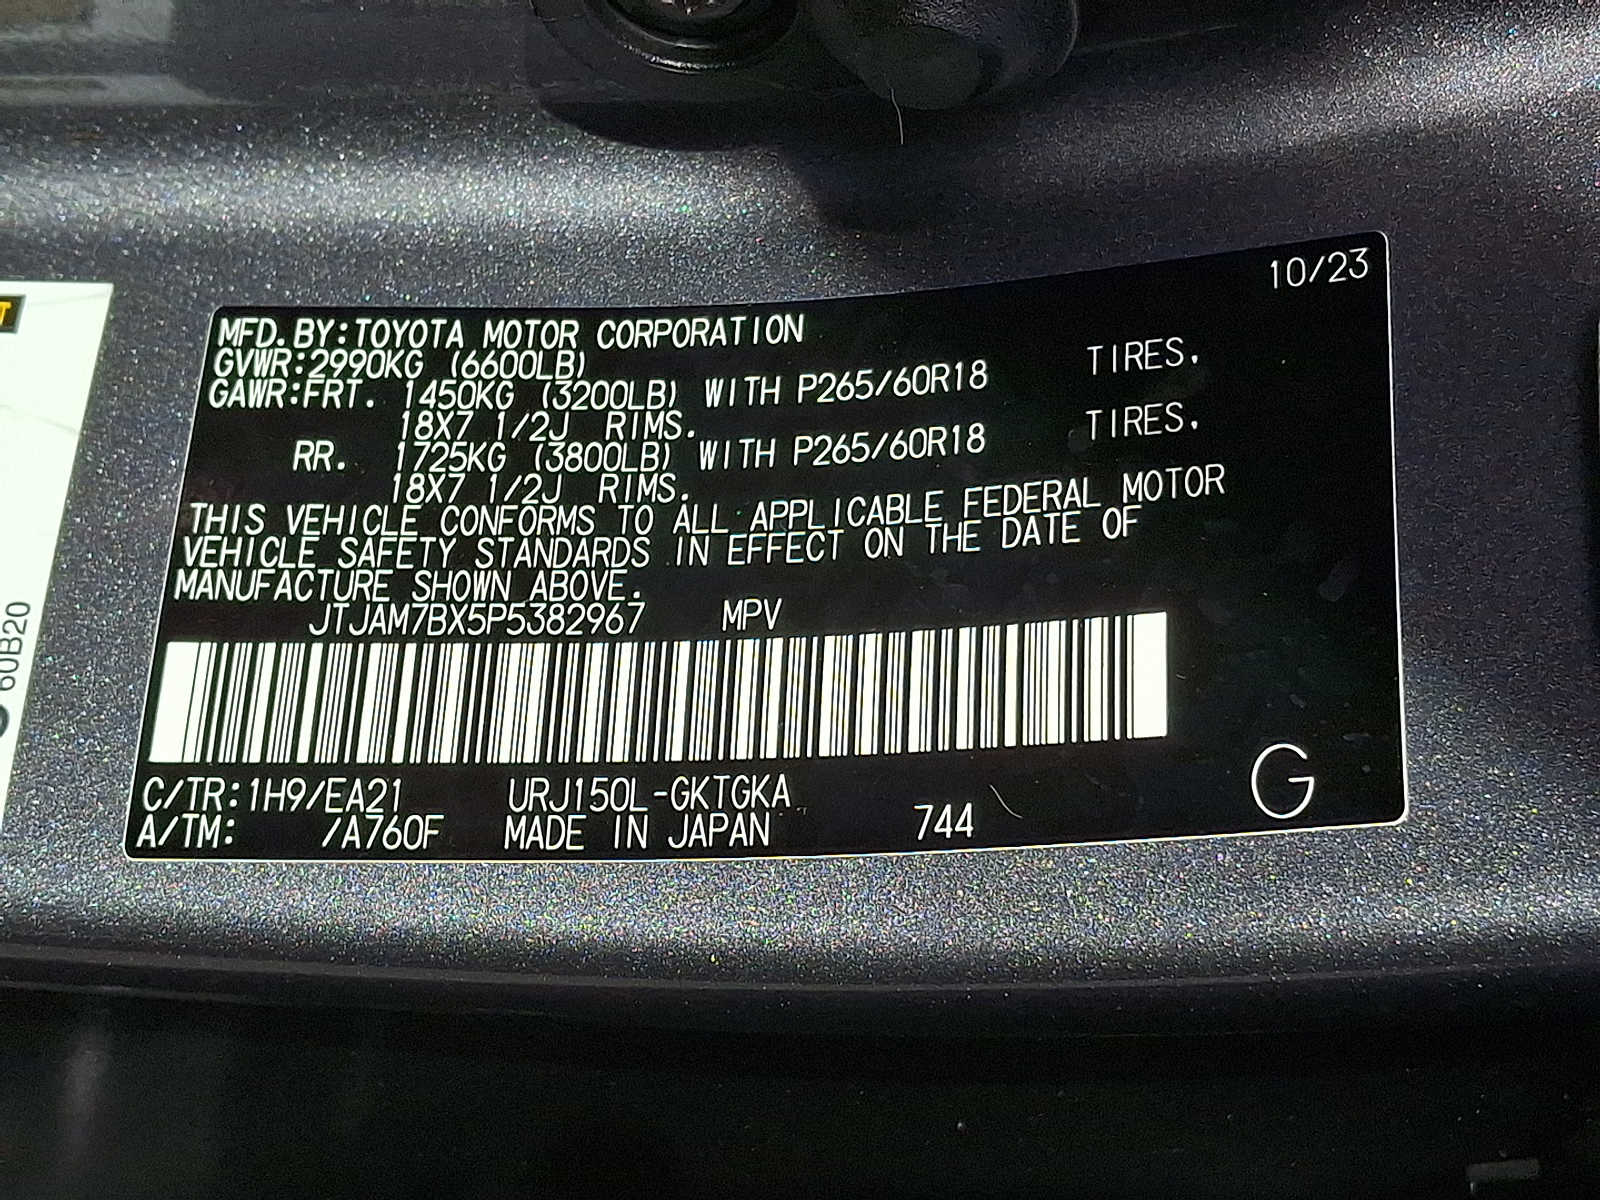 10/23
MFD. BY: TOYOTA MOTOR CORPORATION
GVWR: 2990KG (6600LB)
GAWR: FRT. 1450KG (3200LB) WITH P265/60R18 TIRES.
18X7 1/2J RIMS.
RR. 1725KG (3800LB) WITH P265/60R18 TIRES.
18X7 1/2J RIMS.
THIS VEHICLE CONFORMS TO ALL APPLICABLE FEDERAL MOTOR
VEHICLE SAFETY STANDARDS IN EFFECT ON THE DATE OF
MANUFACTURE SHOWN ABOVE.
JTJAM7BX5P5382967 MPV
C/TR: 1H9/EA21 URJ150L-GKTGKA
A/TM: /A760F MADE IN JAPAN 744 G
60B20